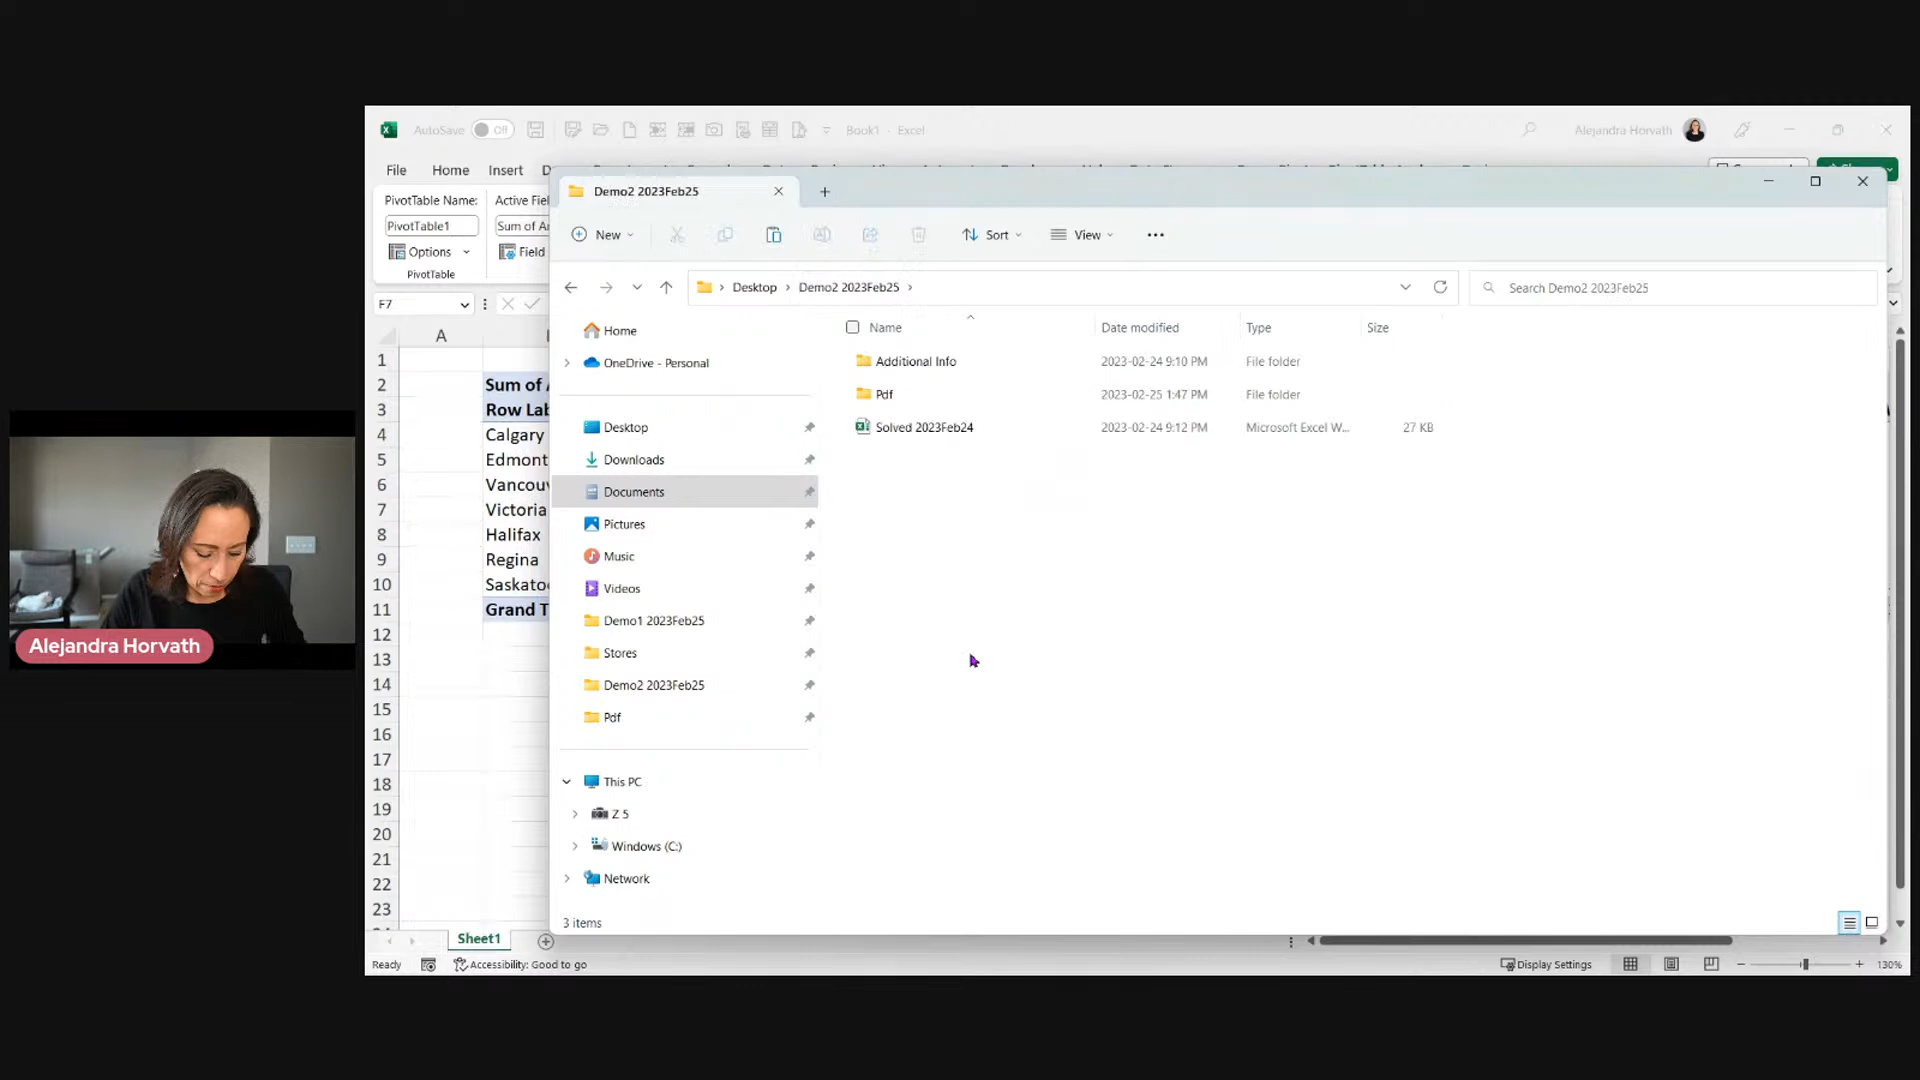 AutoSave Off Book1 - Excel Alejandra Horvath
File Home Insert
PivotTable Name: Active Fie
PivotTable1 Sum of A
Options Field
PivotTable
F7
A
1
2 Sum of A
3 Row Lab
4 Calgary
5 Edmont
6 Vancouv
7 Victoria
8 Halifax
9 Regina
10 Saskatoo
11 Grand T
12
13
14
15
16
17
18
19
20
21
22
23
Sheet1
Ready Accessibility: Good to go Display Settings 130%
Demo2 2023Feb25
New Sort View
Desktop Demo2 2023Feb25 Search Demo2 2023Feb25
Home
OneDrive - Personal
Desktop
Downloads
Documents
Pictures
Music
Videos
Demo1 2023Feb25
Stores
Demo2 2023Feb25
Pdf
This PC
Z 5
Windows (C:)
Network
3 items
Name Date modified Type Size
Additional Info 2023-02-24 9:10 PM File folder
Pdf 2023-02-25 1:47 PM File folder
Solved 2023Feb24 2023-02-24 9:12 PM Microsoft Excel W... 27 KB
Alejandra Horvath